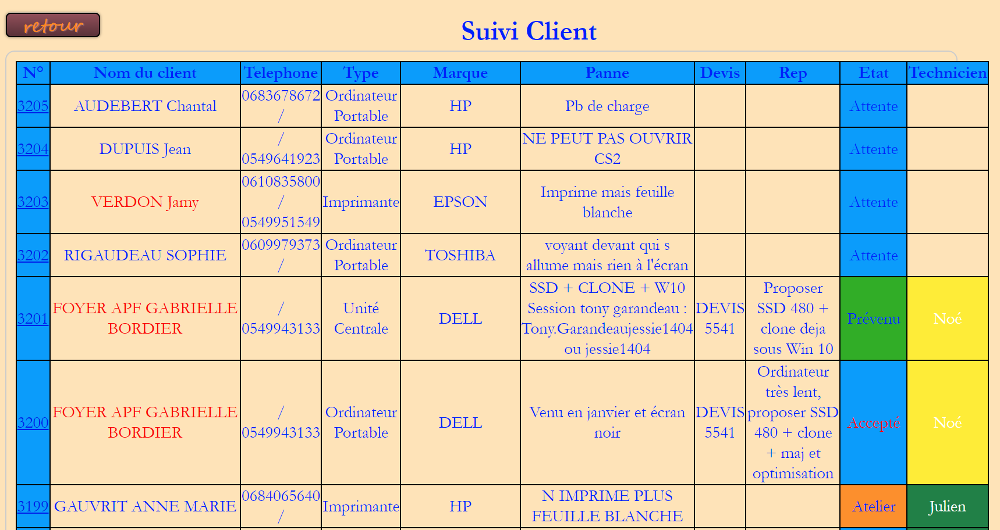 retour
Suivi Client
N° Nom du client Telephone Type Marque Panne Devis Rep Etat Technicien
3205 AUDEBERT Chantal 0683678672 / Ordinateur Portable HP Pb de charge Attente
3204 DUPUIS Jean / 0549641923 Ordinateur Portable HP NE PEUT PAS OUVRIR CS2 Attente
3203 VERDON Jamy 0610835800 / 0549951549 Imprimante EPSON Imprime mais feuille blanche Attente
3202 RIGAUDEAU SOPHIE 0609979373 / Ordinateur Portable TOSHIBA voyant devant qui s allume mais rien à l'écran Attente
3201 FOYER APF GABRIELLE BORDIER / 0549943133 Unité Centrale DELL SSD + CLONE + W10 Session tony garandeau : Tony.Garandeaujessie1404 ou jessie1404 DEVIS 5541 Proposer SSD 480 + clone deja sous Win 10 Prévenu Noé
3200 FOYER APF GABRIELLE BORDIER / 0549943133 Ordinateur Portable DELL Venu en janvier et écran noir DEVIS 5541 Ordinateur très lent, proposer SSD 480 + clone + maj et optimisation Accepté Noé
3199 GAUVRIT ANNE MARIE 0684065640 / Imprimante HP N IMPRIME PLUS FEUILLE BLANCHE Atelier Julien